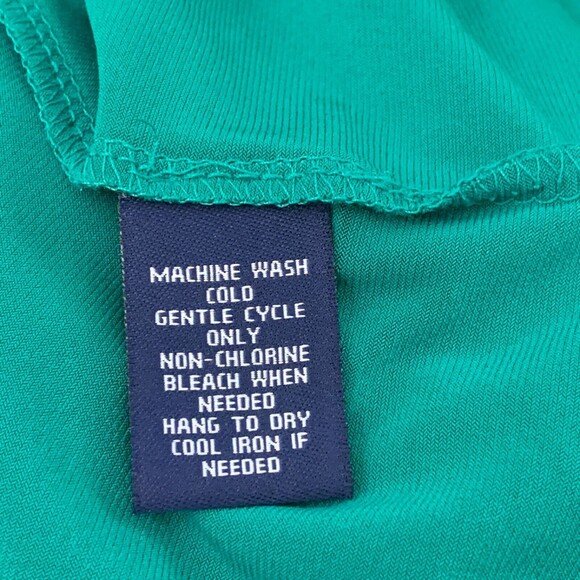 MACHINE WASH
COLD
GENTLE CYCLE
ONLY
NON-CHLORINE
BLEACH WHEN
NEEDED
HANG TO DRY
COOL IRON IF
NEEDED